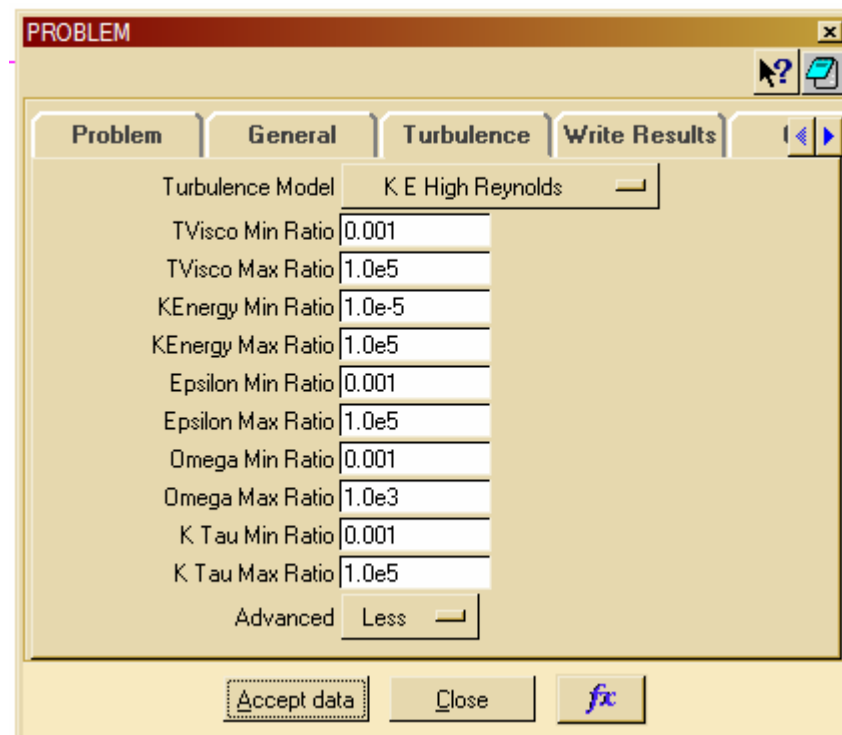 PROBLEM
Problem General Turbulence Write Results
Turbulence Model K E High Reynolds
TVisco Min Ratio 0.001
TVisco Max Ratio 1.0e5
KEnergy Min Ratio 1.0e-5
KEnergy Max Ratio 1.0e5
Epsilon Min Ratio 0.001
Epsilon Max Ratio 1.0e5
Omega Min Ratio 0.001
Omega Max Ratio 1.0e3
K Tau Min Ratio 0.001
K Tau Max Ratio 1.0e5
Advanced Less
Accept data Close fx